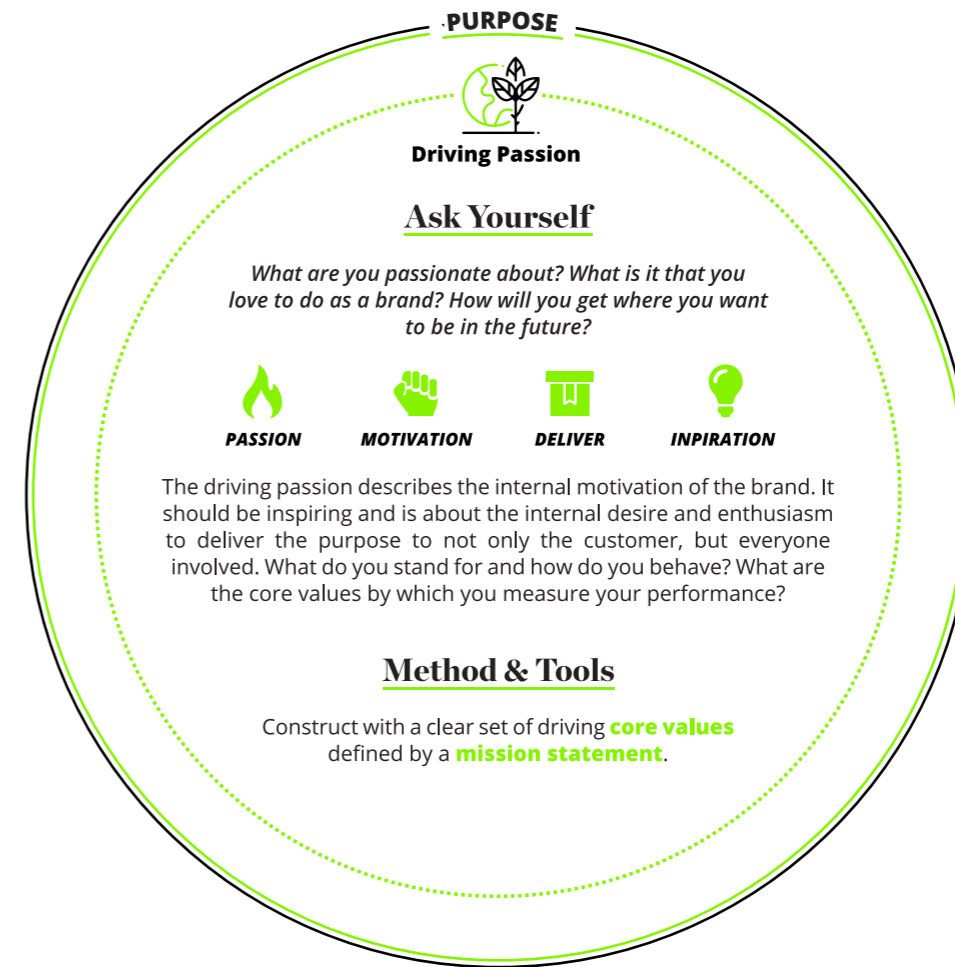 PURPOSE
Driving Passion
Ask Yourself
What are you passionate about? What is it that you
love to do as a brand? How will you get where you want
to be in the future?
PASSION MOTIVATION DELIVER INPIRATION
The driving passion describes the internal motivation of the brand. It
should be inspiring and is about the internal desire and enthusiasm
to deliver the purpose to not only the customer, but everyone
involved. What do you stand for and how do you behave? What are
the core values by which you measure your performance?
Method & Tools
Construct with a clear set of driving core values
defined by a mission statement.